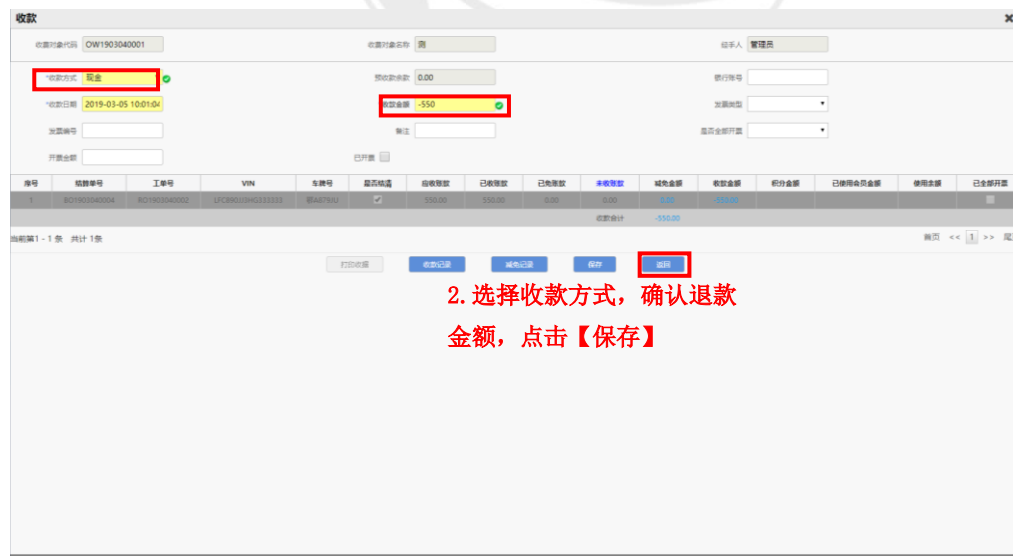 收款
收票对象代码 OW1903040001 收票对象名称 测 经手人 管理员
*收款方式 现金 预收款余款 0.00 银行账号
*收款日期 2019-03-05 10:01:04 收款金额 -550 发票类型
发票编号 备注 是否全部开票
开票金额 已开票
序号 结算单号 工单号 VIN 车牌号 是否结清 应收账款 已收账款 已免账款 未收账款 减免金额 收款金额 积分金额 已使用会员金额 使用余额 已全部开票
1 BO1903040004 RO1903040002 550.00 550.00 0.00 0.00 0.00 -550.00
收款合计 -550.00
当前第1 - 1 条 共计 1条 首页 << 1 >> 尾
打印收据 收款记录 减免记录 保存 返回
2.选择收款方式，确认退款
金额，点击【保存】